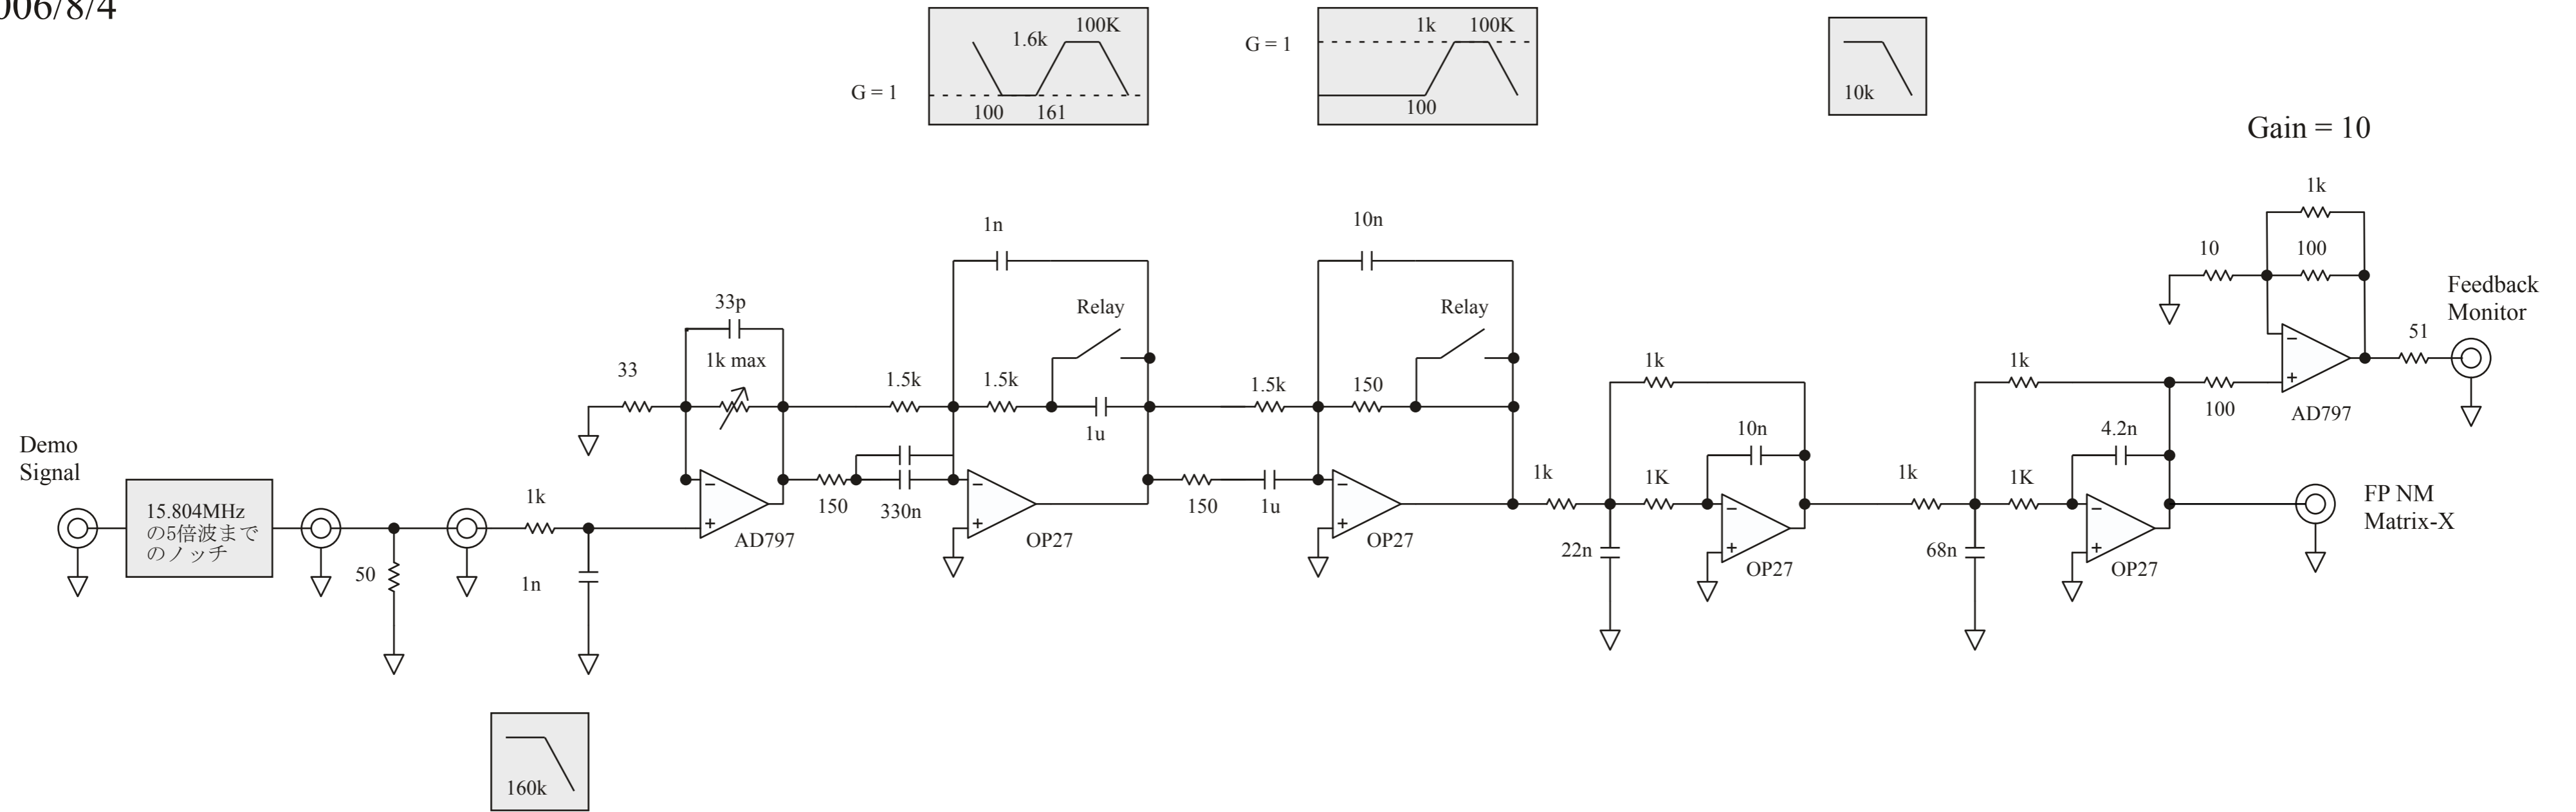 006/8/4
1.6k
100K
G = 1
100
161
1k
100K
G = 1
100
10k
Gain = 10
1k
10
100
Feedback
Monitor
51
+
−
AD797
100
1n
10n
Relay
Relay
33p
1k max
33
1.5k
1.5k
1u
1.5k
150
1k
1k
10n
4.2n
Demo
Signal
15.804MHz
の5倍波まで
のノッチ
50
1k
1n
−
+
AD797
150
330n
−
+
OP27
150
1u
−
+
OP27
1k
1K
22n
−
+
OP27
1k
1K
68n
−
+
OP27
FP NM
Matrix-X
160k